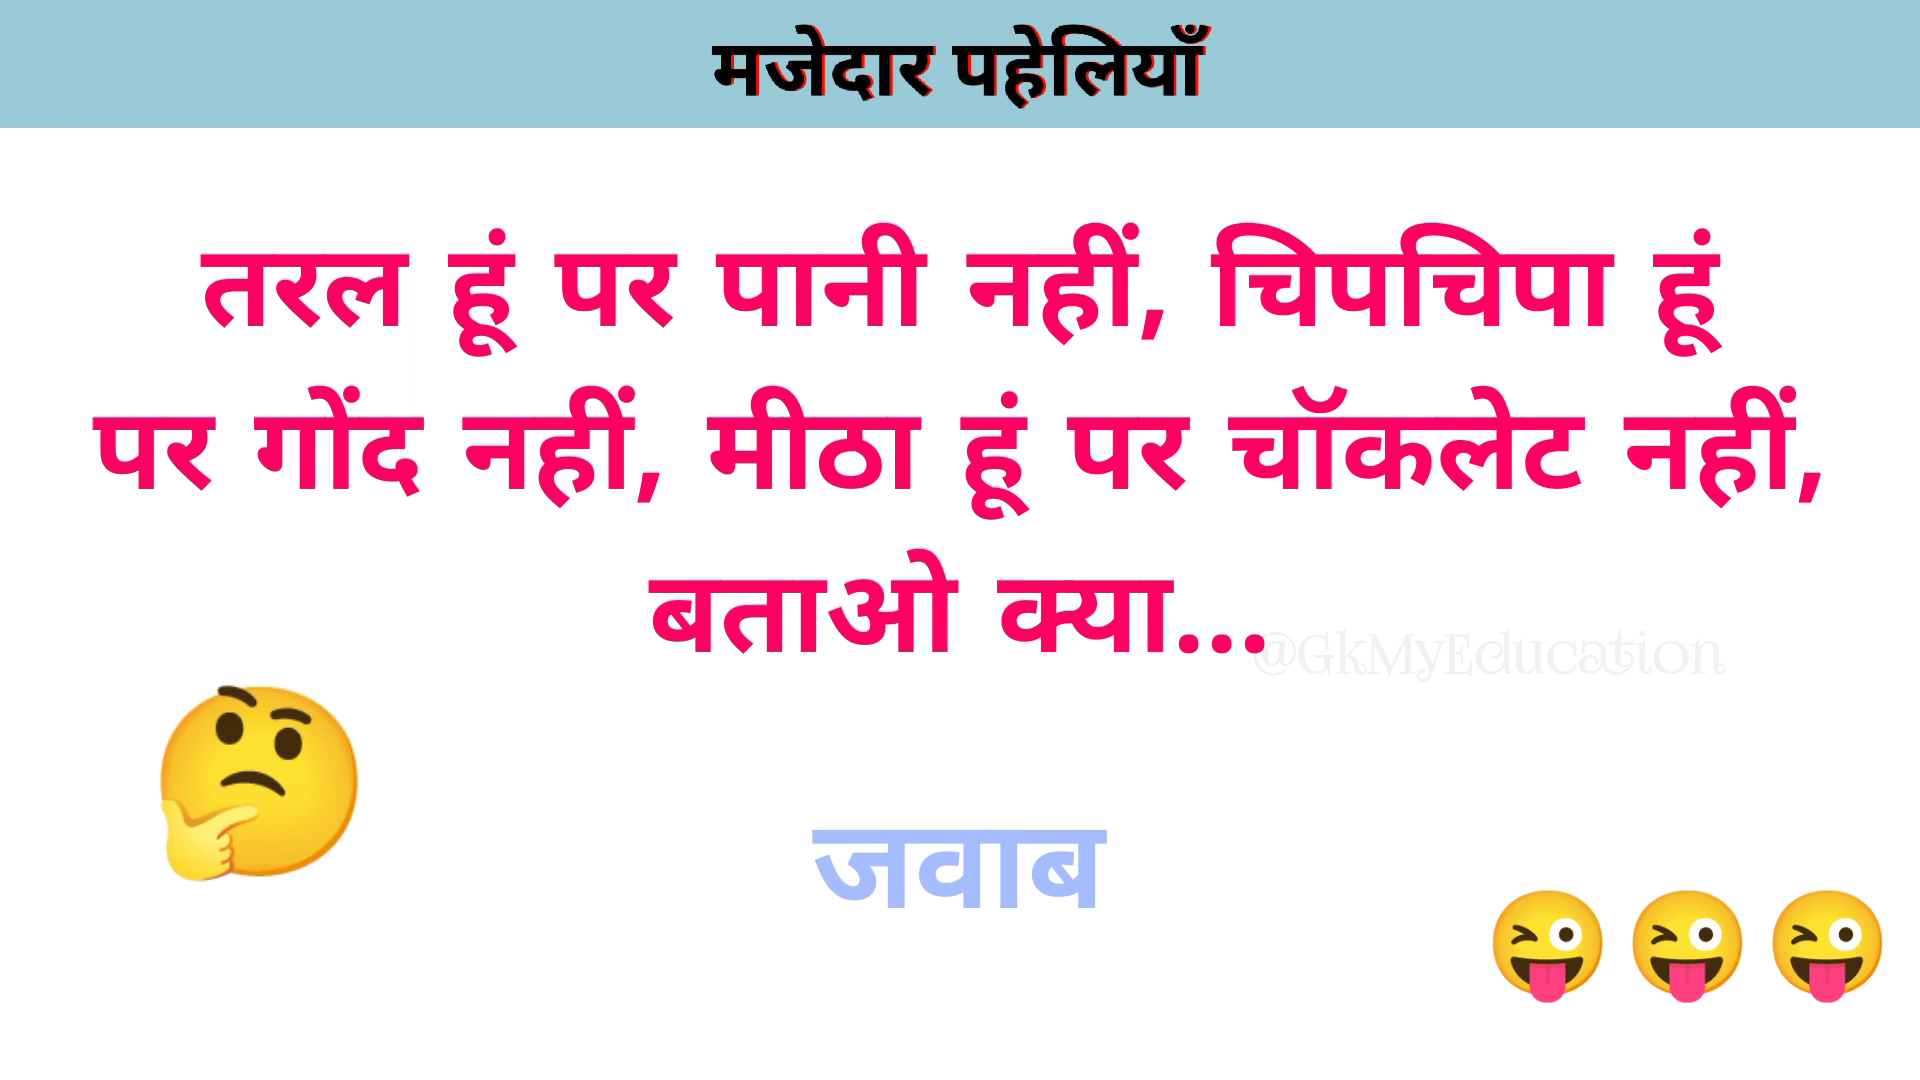 मजेदार पहेलियाँ
तरल हूं पर पानी नहीं, चिपचिपा हूं
पर गोंद नहीं, मीठा हूं पर चॉकलेट नहीं,
बताओ क्या...
@GkMyEducation
जवाब